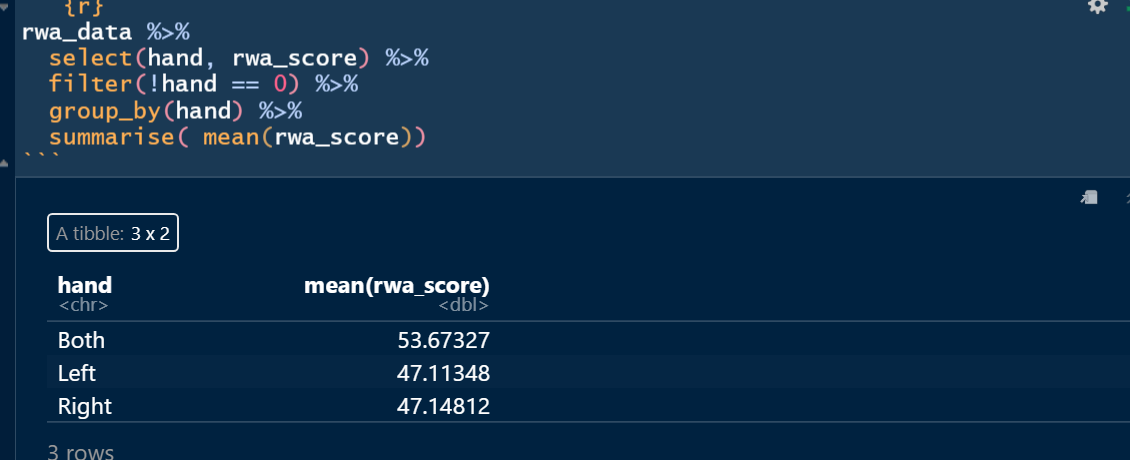 {r}
rwa_data %>%
select(hand, rwa_score) %>%
filter(!hand == 0) %>%
group_by(hand) %>%
summarise( mean(rwa_score))
```
A tibble: 3 x 2
hand mean(rwa_score)
<chr> <dbl>
Both 53.67327
Left 47.11348
Right 47.14812
3 rows